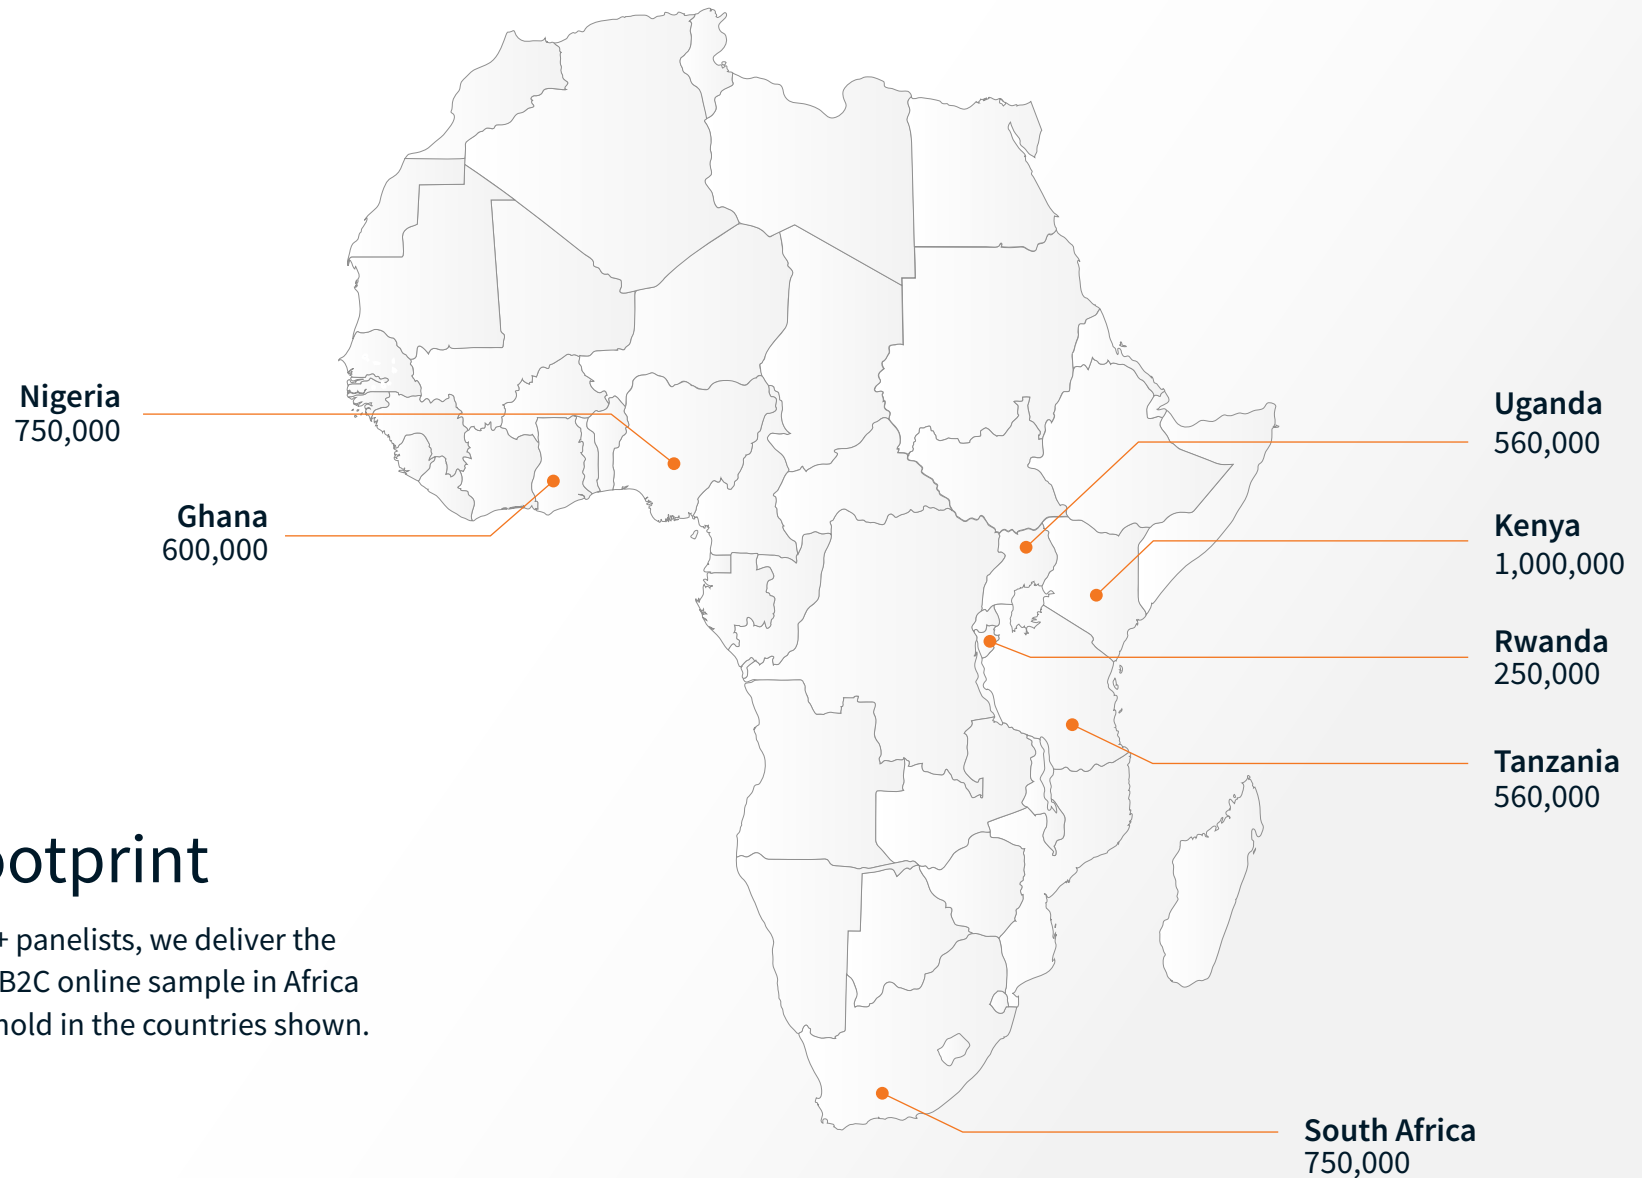 Nigeria
750,000
Ghana
600,000
Uganda
560,000
Kenya
1,000,000
Rwanda
250,000
Tanzania
560,000
South Africa
750,000
ootprint
+ panelists, we deliver the
B2C online sample in Africa
hold in the countries shown.